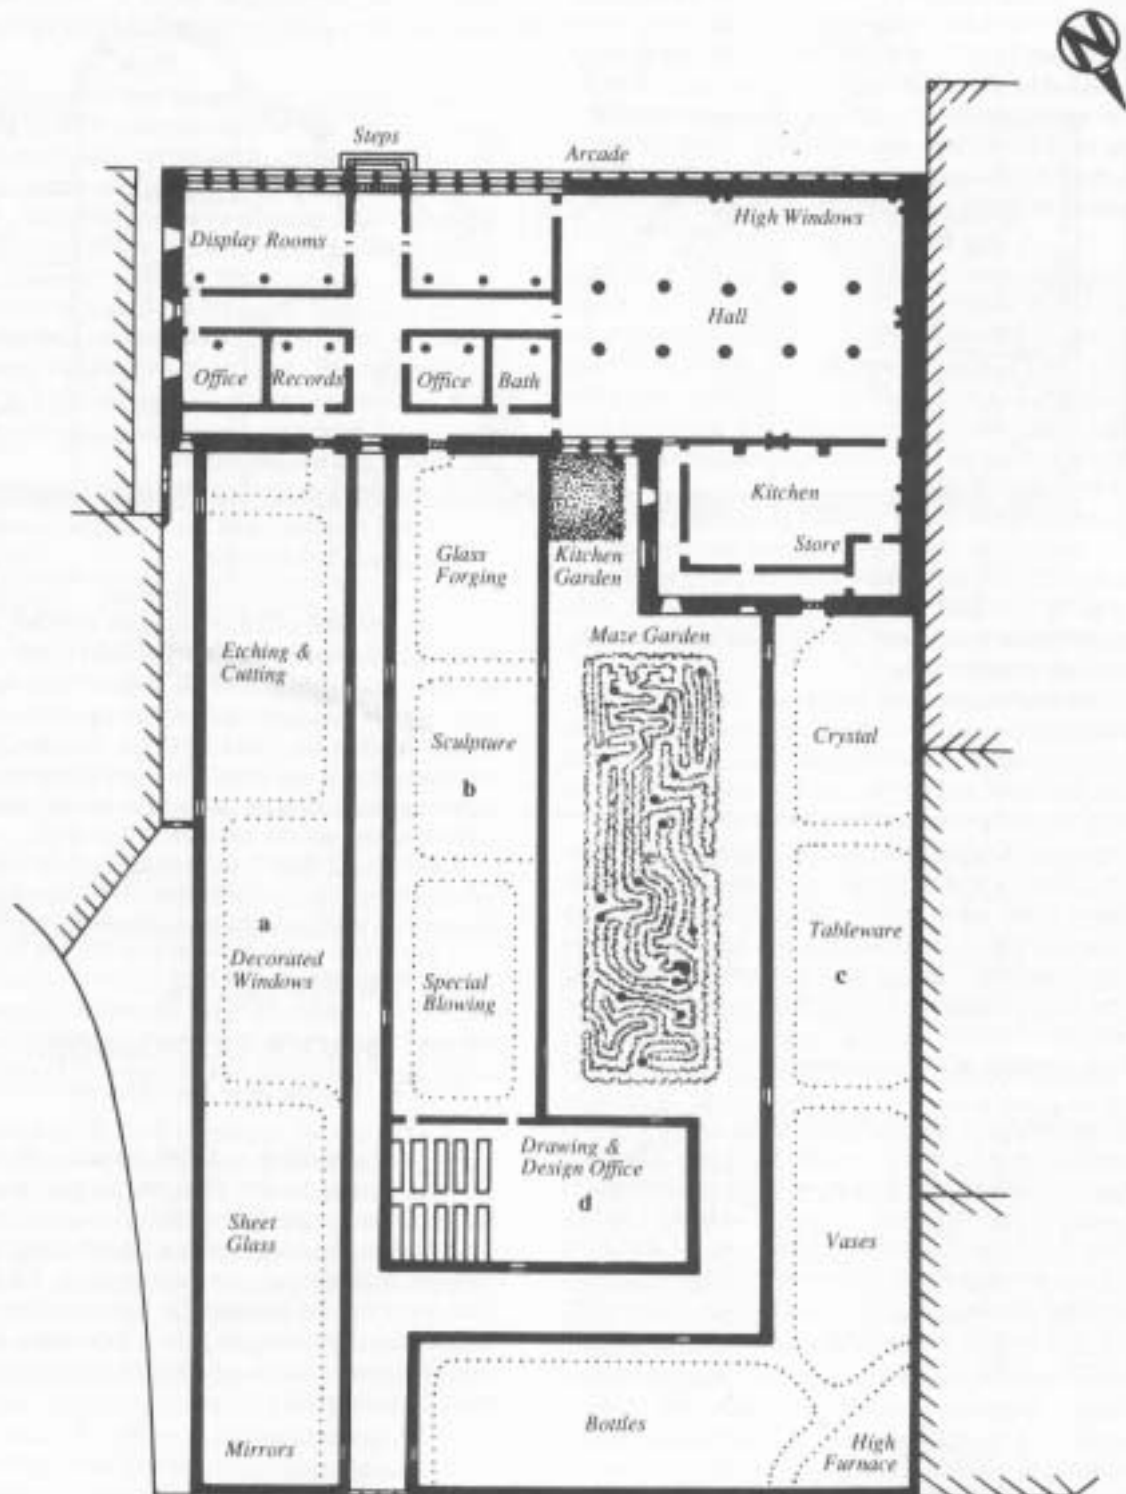 N
Steps
Arcade
High Windows
Display Rooms
Hall
Office
Records
Office
Bath
Kitchen
Store
Glass
Forging
Kitchen
Garden
Maze Garden
Etching &
Cutting
Sculpture
b
Crystal
a
Decorated
Windows
Special
Blowing
Tableware
c
Drawing &
Design Office
d
Sheet
Glass
Vases
Mirrors
Bottles
High
Furnace